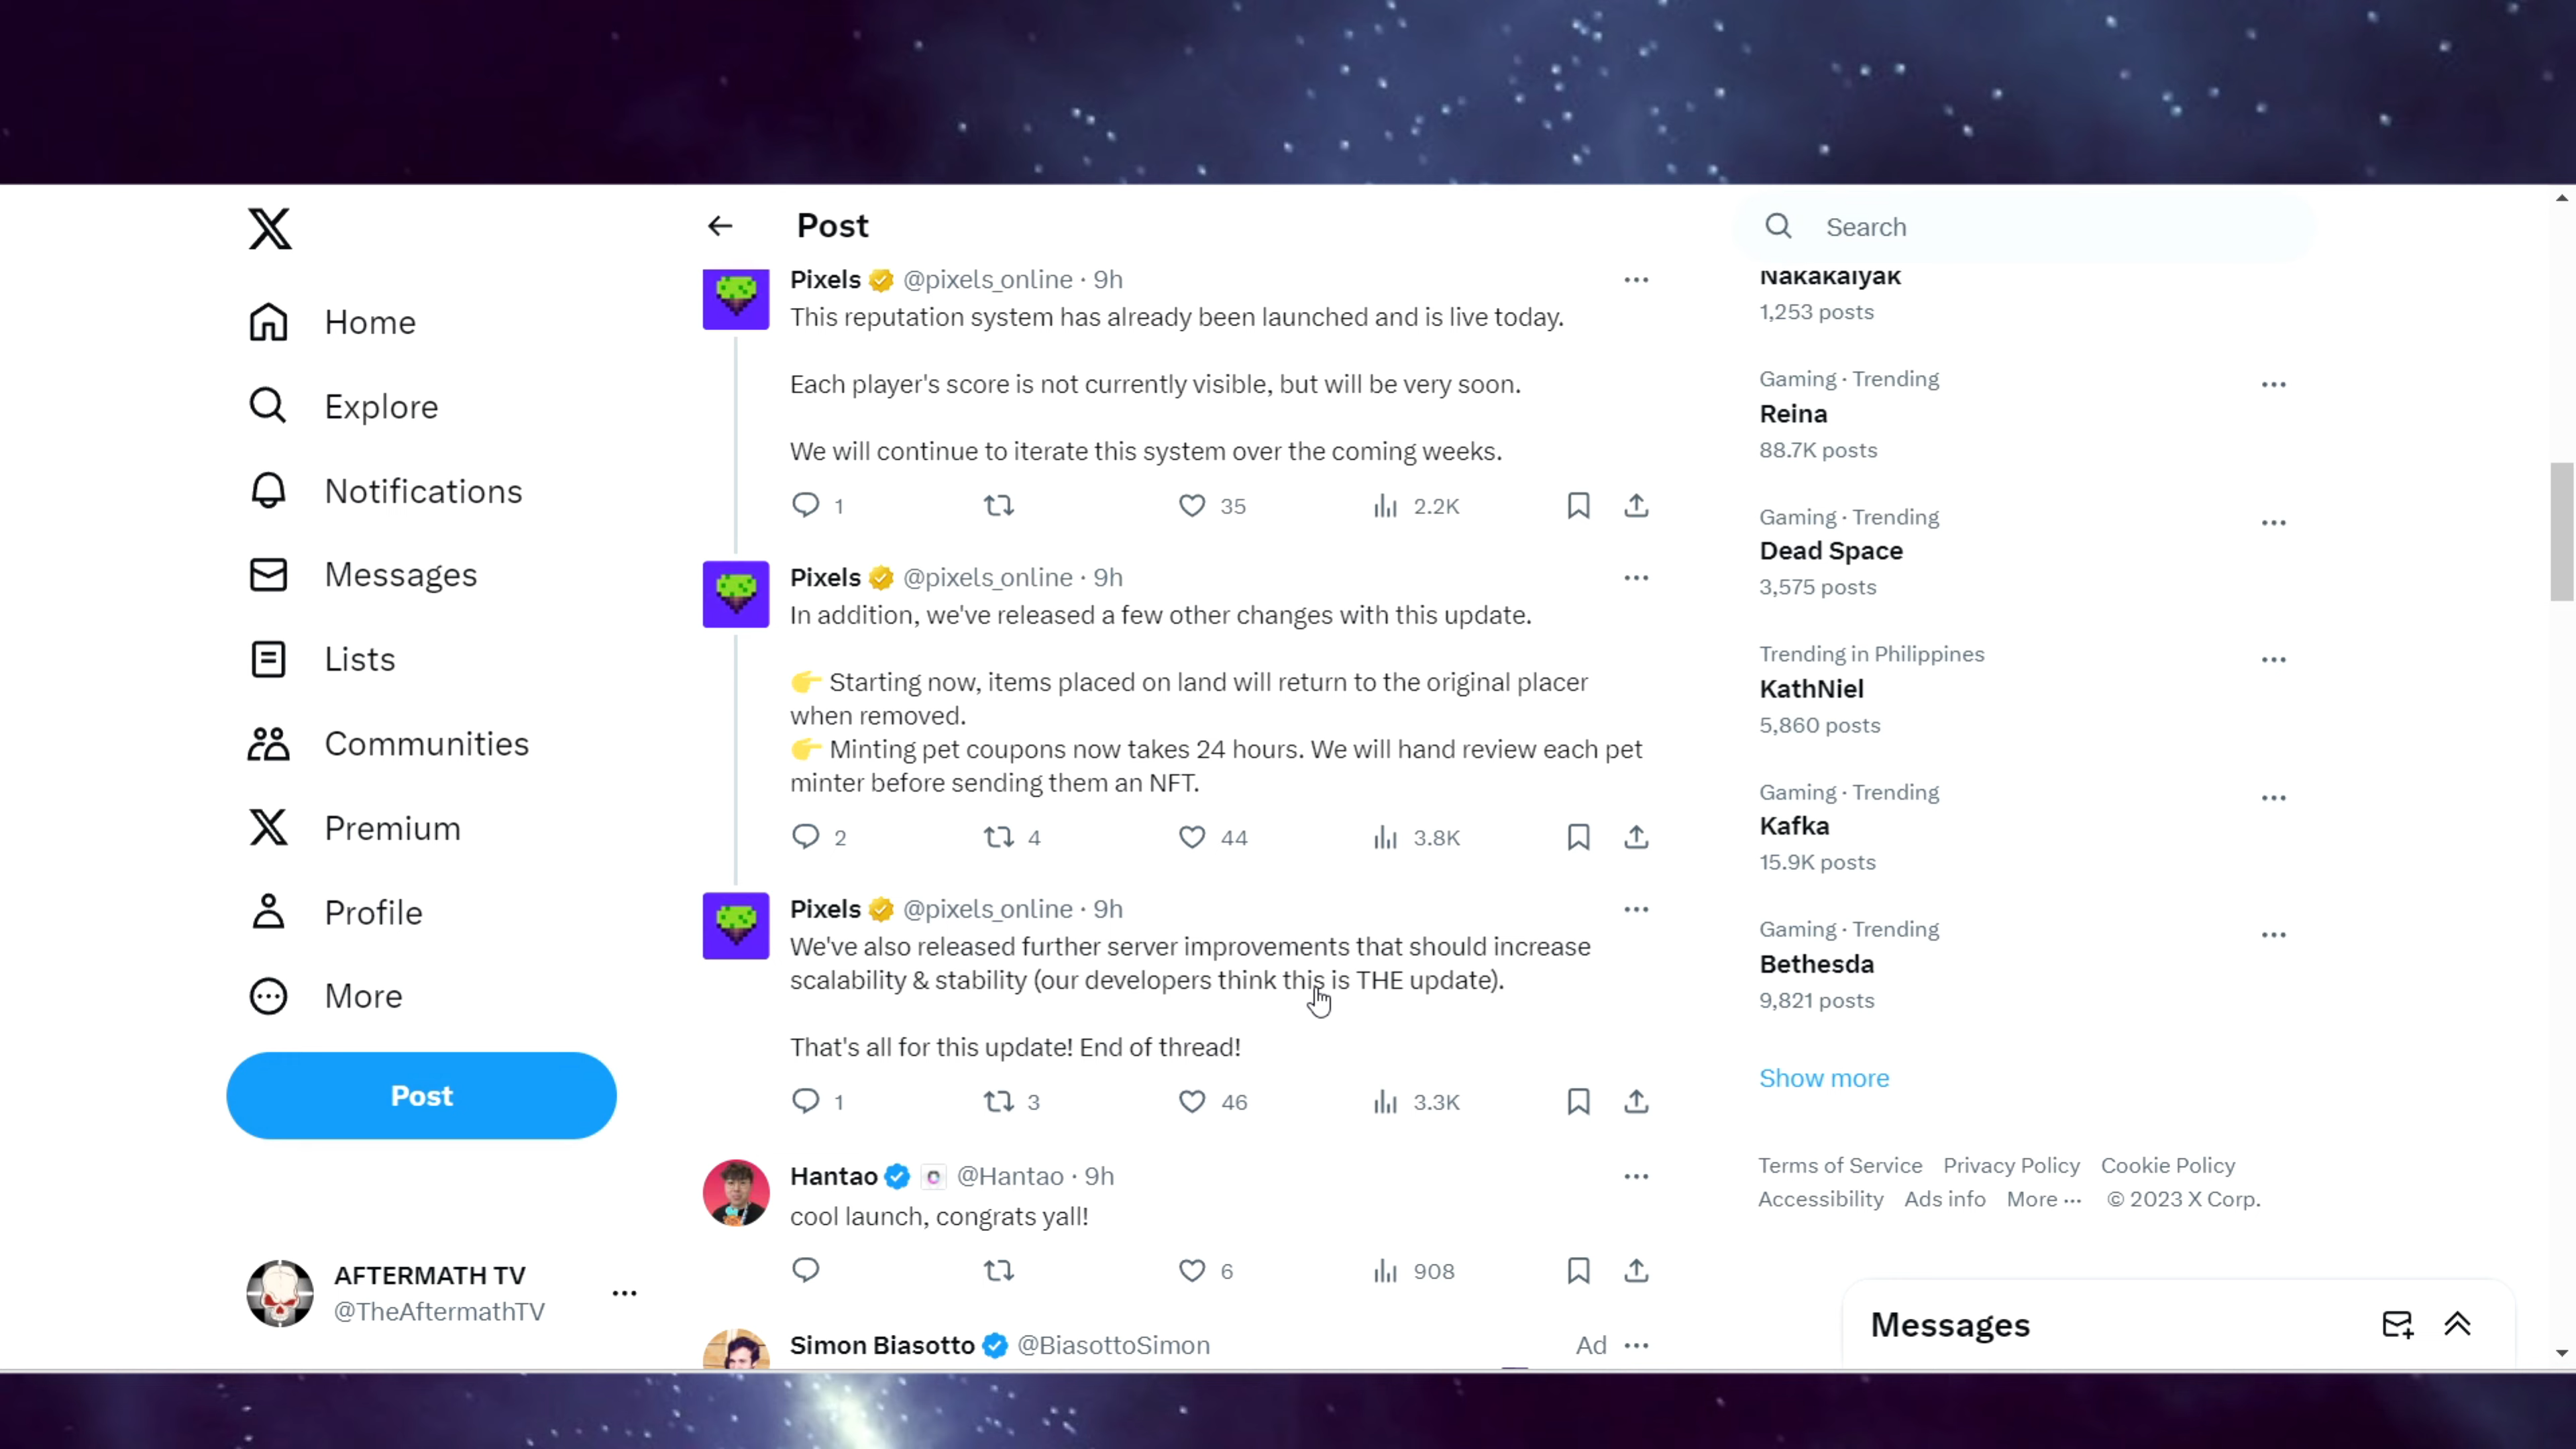 Home
Explore
Notifications
Messages
Lists
Communities
Premium
Profile
More
Post
AFTERMATH TV
@TheAftermathTV
Post
Pixels @pixels_online · 9h
This reputation system has already been launched and is live today.
Each player's score is not currently visible, but will be very soon.
We will continue to iterate this system over the coming weeks.
1 35 2.2K
Pixels @pixels_online · 9h
In addition, we've released a few other changes with this update.
👉 Starting now, items placed on land will return to the original placer
when removed.
👉 Minting pet coupons now takes 24 hours. We will hand review each pet
minter before sending them an NFT.
2 4 44 3.8K
Pixels @pixels_online · 9h
We've also released further server improvements that should increase
scalability & stability (our developers think this is THE update).
That's all for this update! End of thread!
1 3 46 3.3K
Hantao @Hantao · 9h
cool launch, congrats yall!
6 908
Simon Biasotto @BiasottoSimon Ad
Search
Nakakaiyak
1,253 posts
Gaming · Trending
Reina
88.7K posts
Gaming · Trending
Dead Space
3,575 posts
Trending in Philippines
KathNiel
5,860 posts
Gaming · Trending
Kafka
15.9K posts
Gaming · Trending
Bethesda
9,821 posts
Show more
Terms of Service Privacy Policy Cookie Policy
Accessibility Ads info More ··· © 2023 X Corp.
Messages